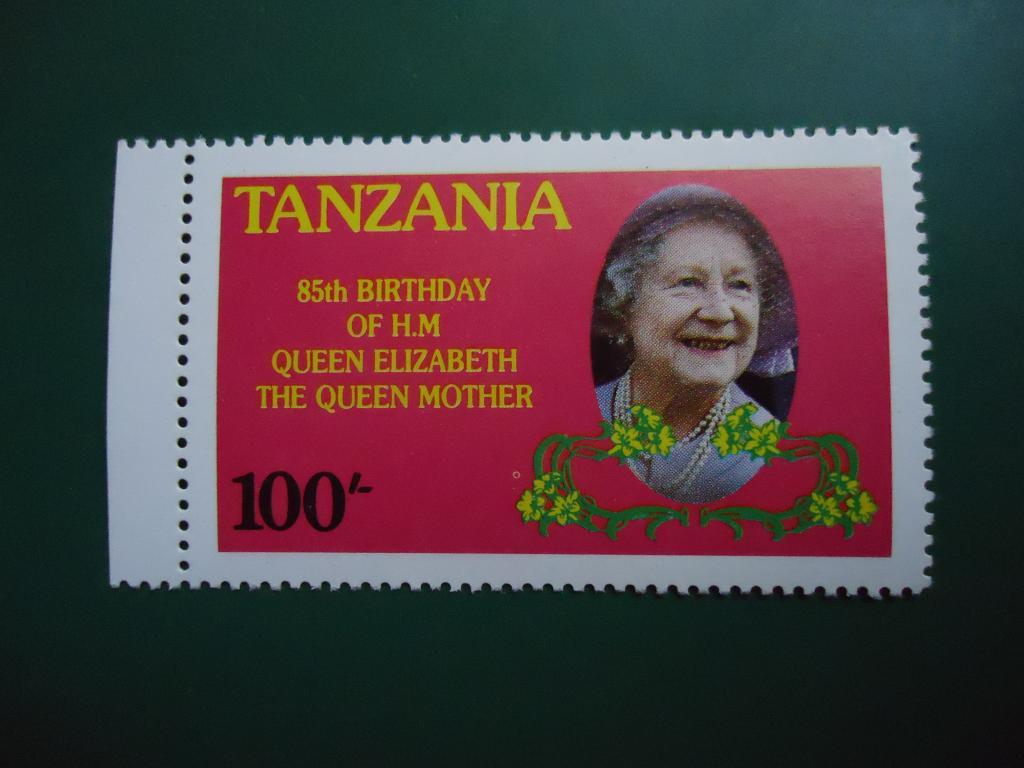 TANZANIA
85th BIRTHDAY
OF H.M
QUEEN ELIZABETH
THE QUEEN MOTHER
100/-